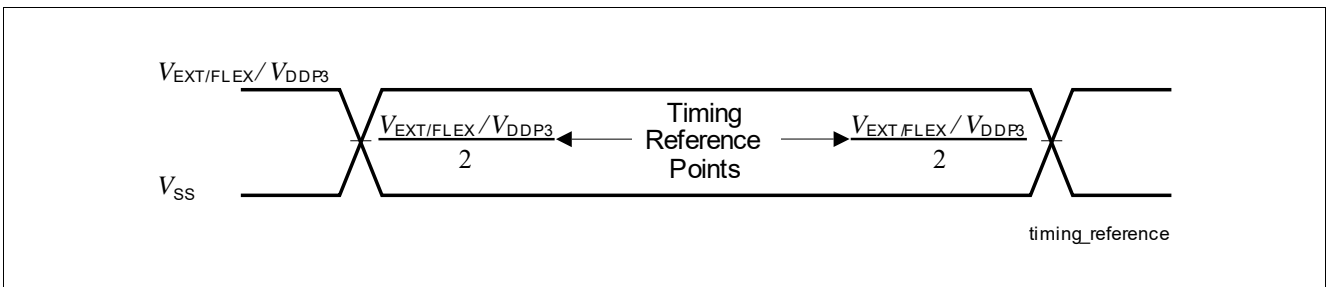 VEXT/FLEX / VDDP3
VEXT/FLEX / VDDP3
2
Timing
Reference
Points
VEXT/FLEX / VDDP3
2
VSS
timing_reference